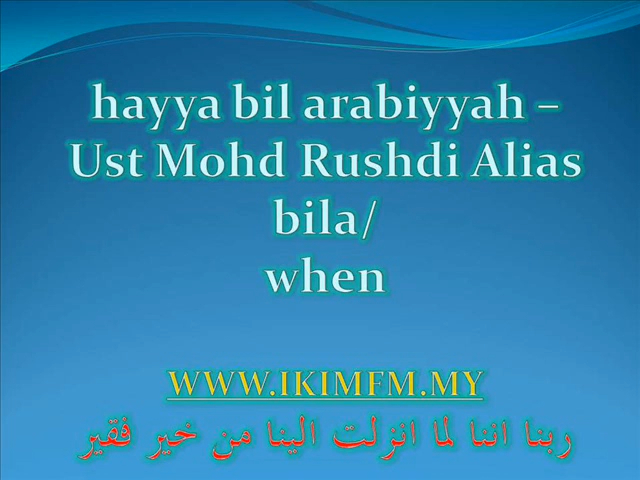 hayya bil arabiyyah –
Ust Mohd Rushdi Alias
bila/
when
WWW.IKIMFM.MY
ربنا اننا لما انزلت الينا من خير فقير